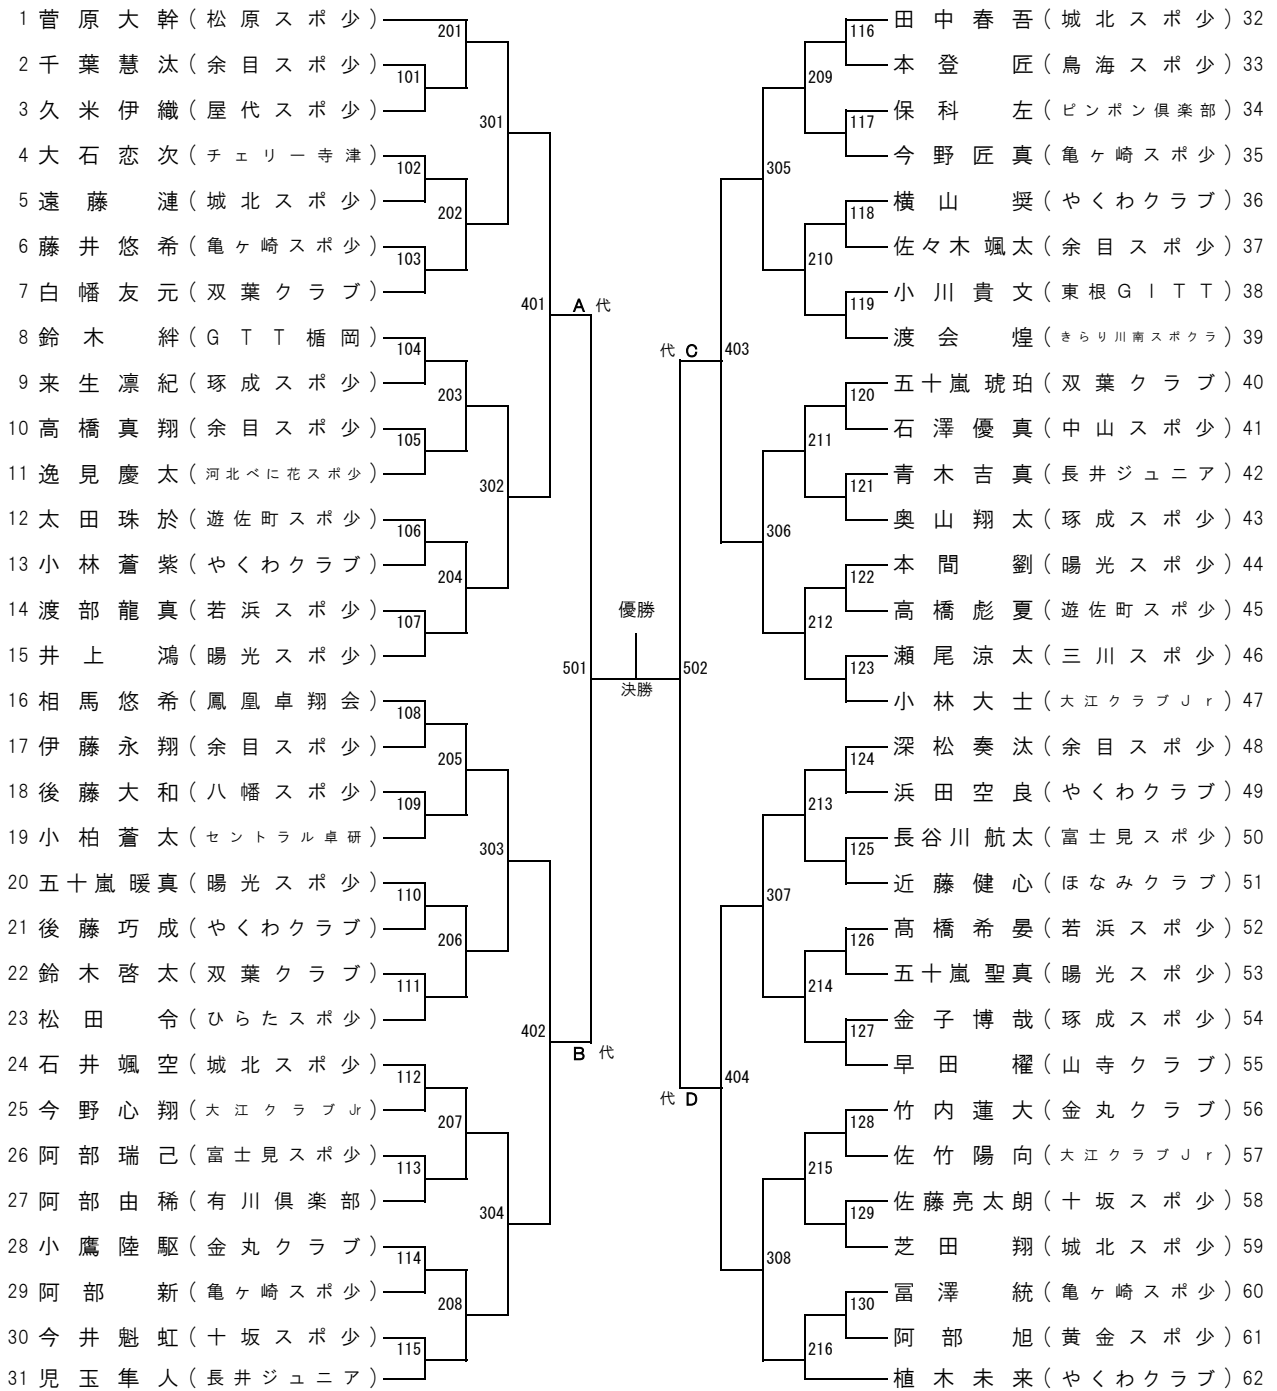 1 菅原大幹（松原スポ少）
2 千葉慧汰（余目スポ少）
3 久米伊織（屋代スポ少）
4 大石恋次（チェリー寺津）
5 遠藤漣（城北スポ少）
6 藤井悠希（亀ヶ崎スポ少）
7 白幡友元（双葉クラブ）
8 鈴木絆（GTT楯岡）
9 来生凛紀（琢成スポ少）
10 高橋真翔（余目スポ少）
11 逸見慶太（河北べに花スポ少）
12 太田珠於（遊佐町スポ少）
13 小林蒼紫（やくわクラブ）
14 渡部龍真（若浜スポ少）
15 井上鴻（暘光スポ少）
16 相馬悠希（鳳凰卓翔会）
17 伊藤永翔（余目スポ少）
18 後藤大和（八幡スポ少）
19 小柏蒼太（セントラル卓研）
20 五十嵐暖真（暘光スポ少）
21 後藤巧成（やくわクラブ）
22 鈴木啓太（双葉クラブ）
23 松田令（ひらたスポ少）
24 石井颯空（城北スポ少）
25 今野心翔（大江クラブJr）
26 阿部瑞己（富士見スポ少）
27 阿部由稀（有川倶楽部）
28 小鷹陸駆（金丸クラブ）
29 阿部新（亀ヶ崎スポ少）
30 今井魁虹（十坂スポ少）
31 児玉隼人（長井ジュニア）
101
102
103
104
105
106
107
108
109
110
111
112
113
114
115
201
202
203
204
205
206
207
208
301
302
303
304
401
402
A 代
B 代
501
優勝
決勝
502
代 C
代 D
403
404
305
306
307
308
209
210
211
212
213
214
215
216
116
117
118
119
120
121
122
123
124
125
126
127
128
129
130
田中春吾（城北スポ少）32
本登匠（鳥海スポ少）33
保科左（ピンポン倶楽部）34
今野匠真（亀ヶ崎スポ少）35
横山奨（やくわクラブ）36
佐々木颯太（余目スポ少）37
小川貴文（東根GITT）38
渡会煌（きらり川南スポクラ）39
五十嵐琥珀（双葉クラブ）40
石澤優真（中山スポ少）41
青木吉真（長井ジュニア）42
奥山翔太（琢成スポ少）43
本間劉（暘光スポ少）44
高橋彪夏（遊佐町スポ少）45
瀬尾涼太（三川スポ少）46
小林大士（大江クラブJr）47
深松奏汰（余目スポ少）48
浜田空良（やくわクラブ）49
長谷川航太（富士見スポ少）50
近藤健心（ほなみクラブ）51
髙橋希晏（若浜スポ少）52
五十嵐聖真（暘光スポ少）53
金子博哉（琢成スポ少）54
早田櫂（山寺クラブ）55
竹内蓮大（金丸クラブ）56
佐竹陽向（大江クラブJr）57
佐藤亮太朗（十坂スポ少）58
芝田翔（城北スポ少）59
冨澤統（亀ヶ崎スポ少）60
阿部旭（黄金スポ少）61
植木未来（やくわクラブ）62